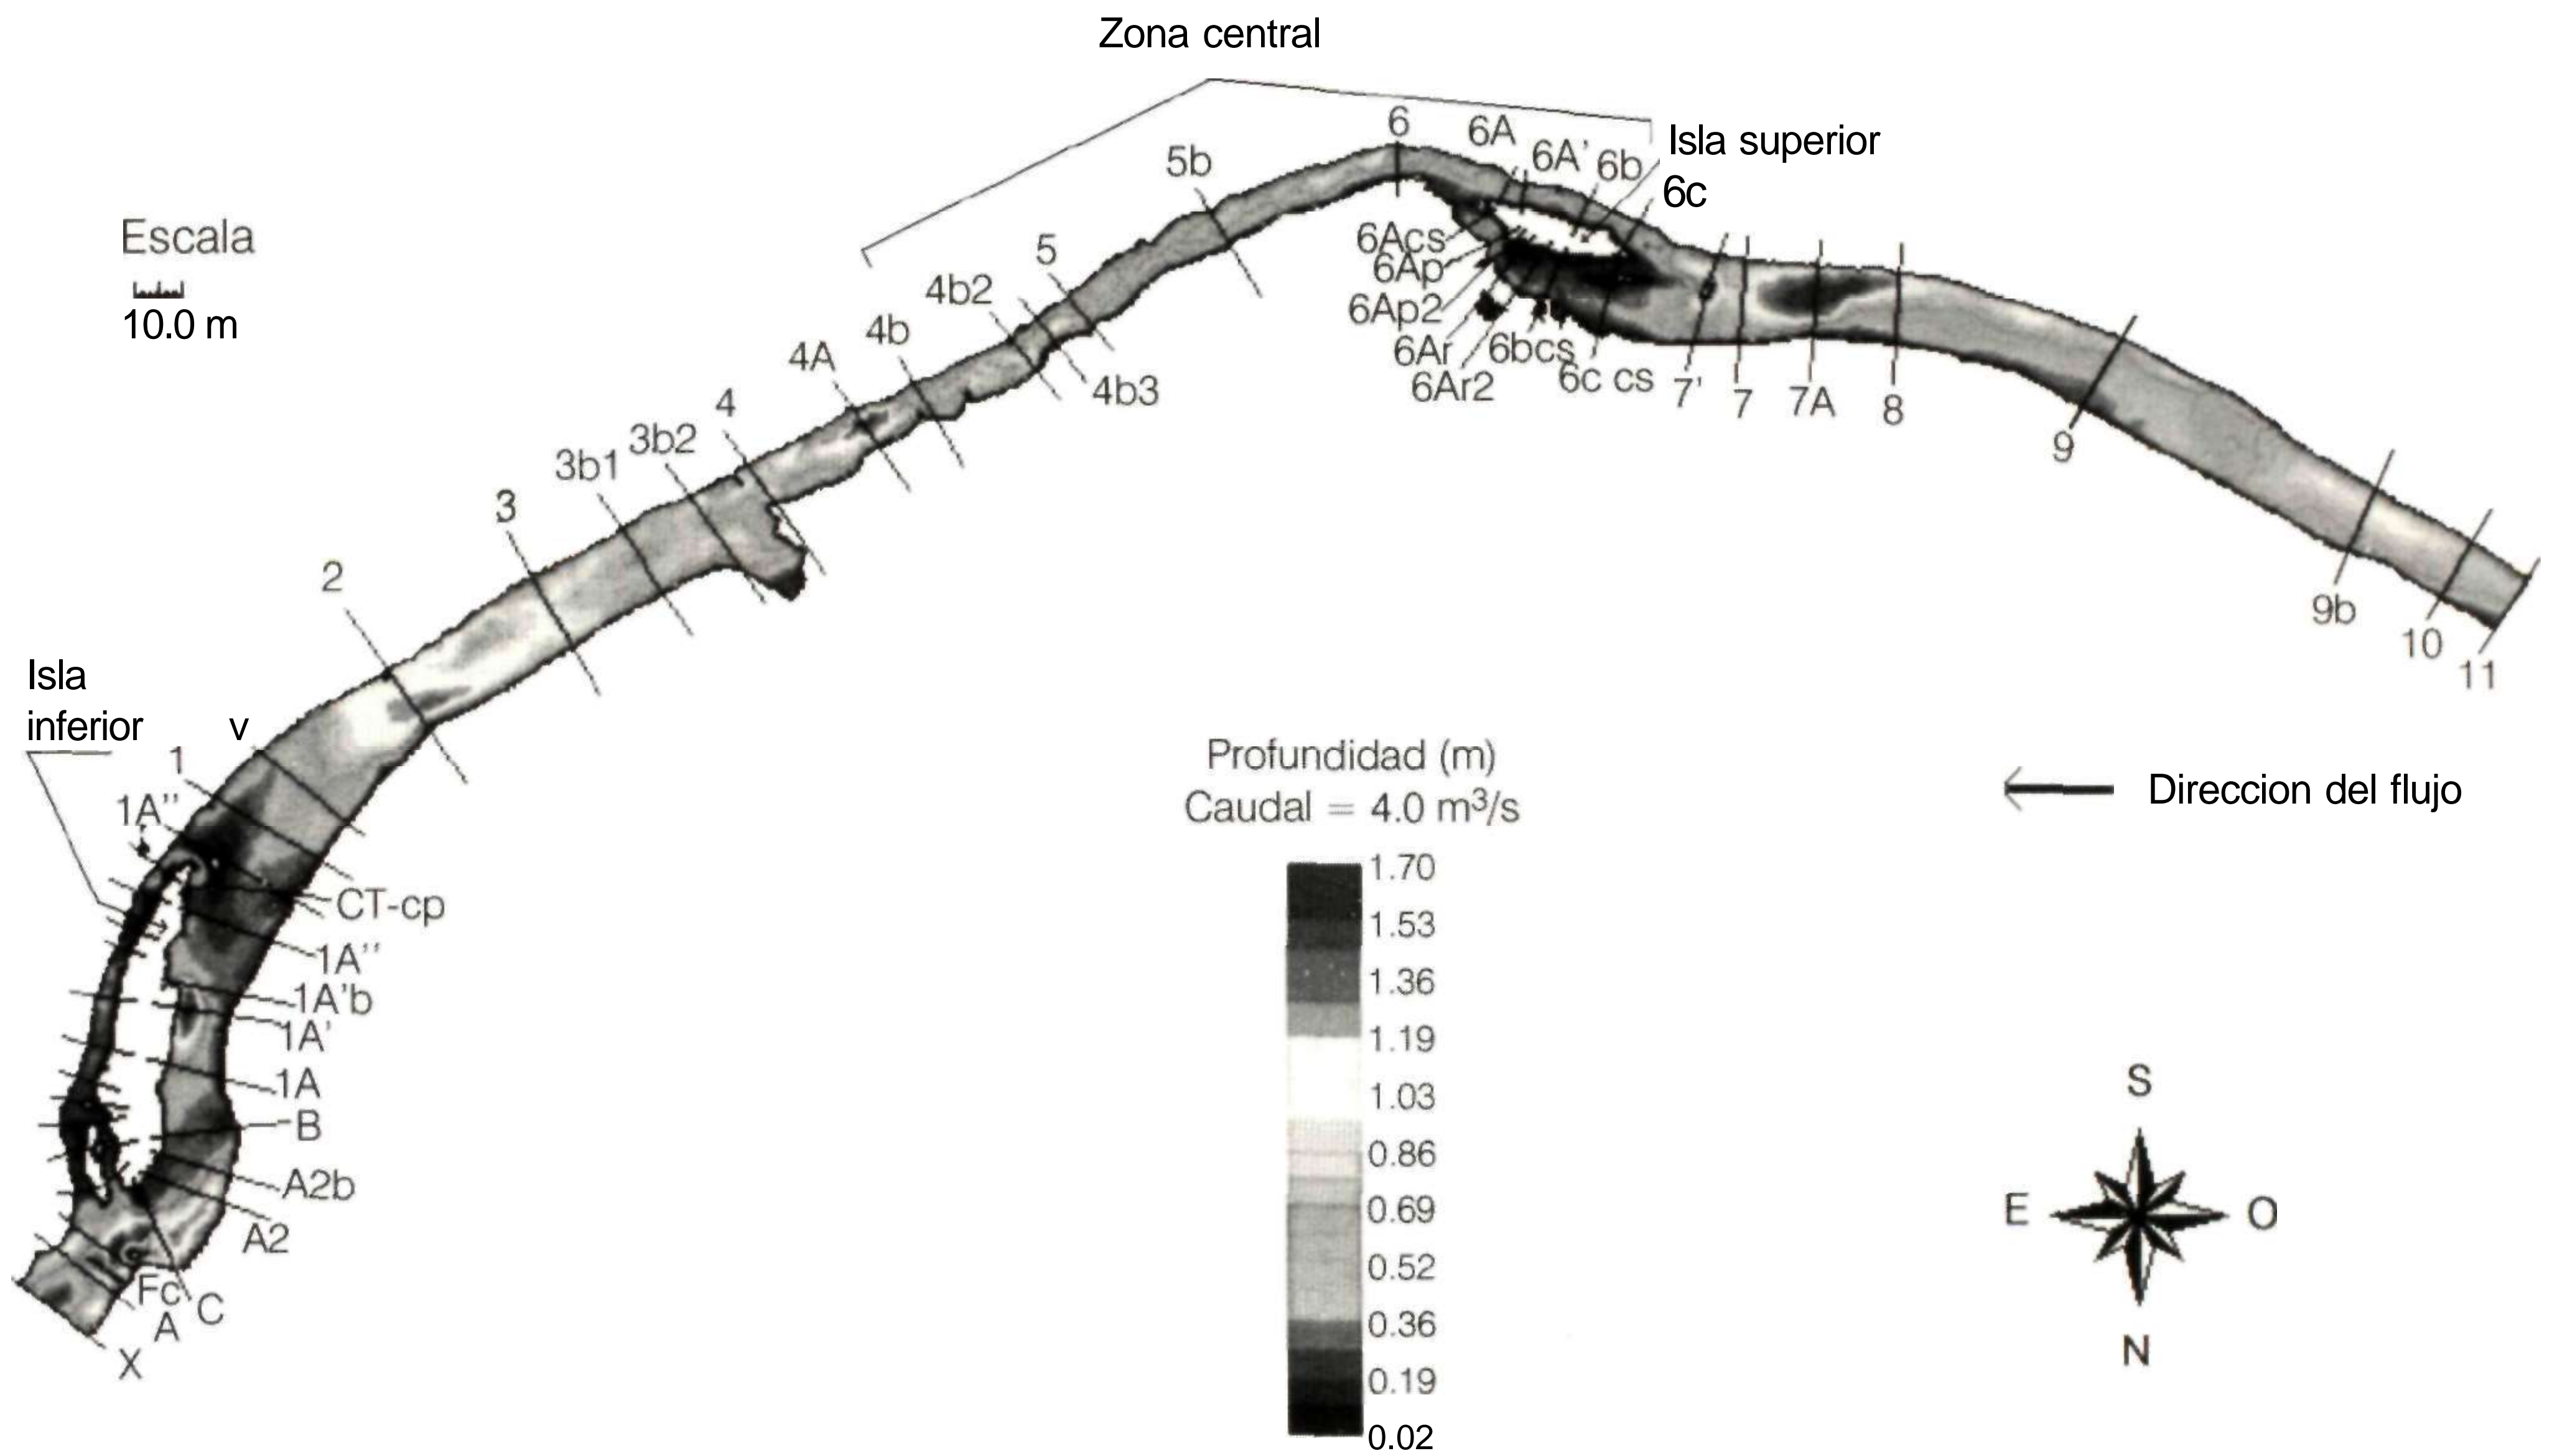 Zona central
6
6A
6A'
6b
Isla superior
6c
5b
5
4b2
4b
4A
4
3b2
3b1
3
2
Escala
10.0 m
6Acs
6Ap
6Ap2
6Ar
6Ar2
6bcs
6c cs
7'
7
7A
8
9
9b
10
11
4b3
Isla
inferior
v
1
1A''
CT-cp
1A''
1A'b
1A'
1A
B
A2b
A2
Fc
C
A
X
Profundidad (m)
Caudal = 4.0 m³/s
1.70
1.53
1.36
1.19
1.03
0.86
0.69
0.52
0.36
0.19
0.02
Direccion del flujo
S
E
O
N